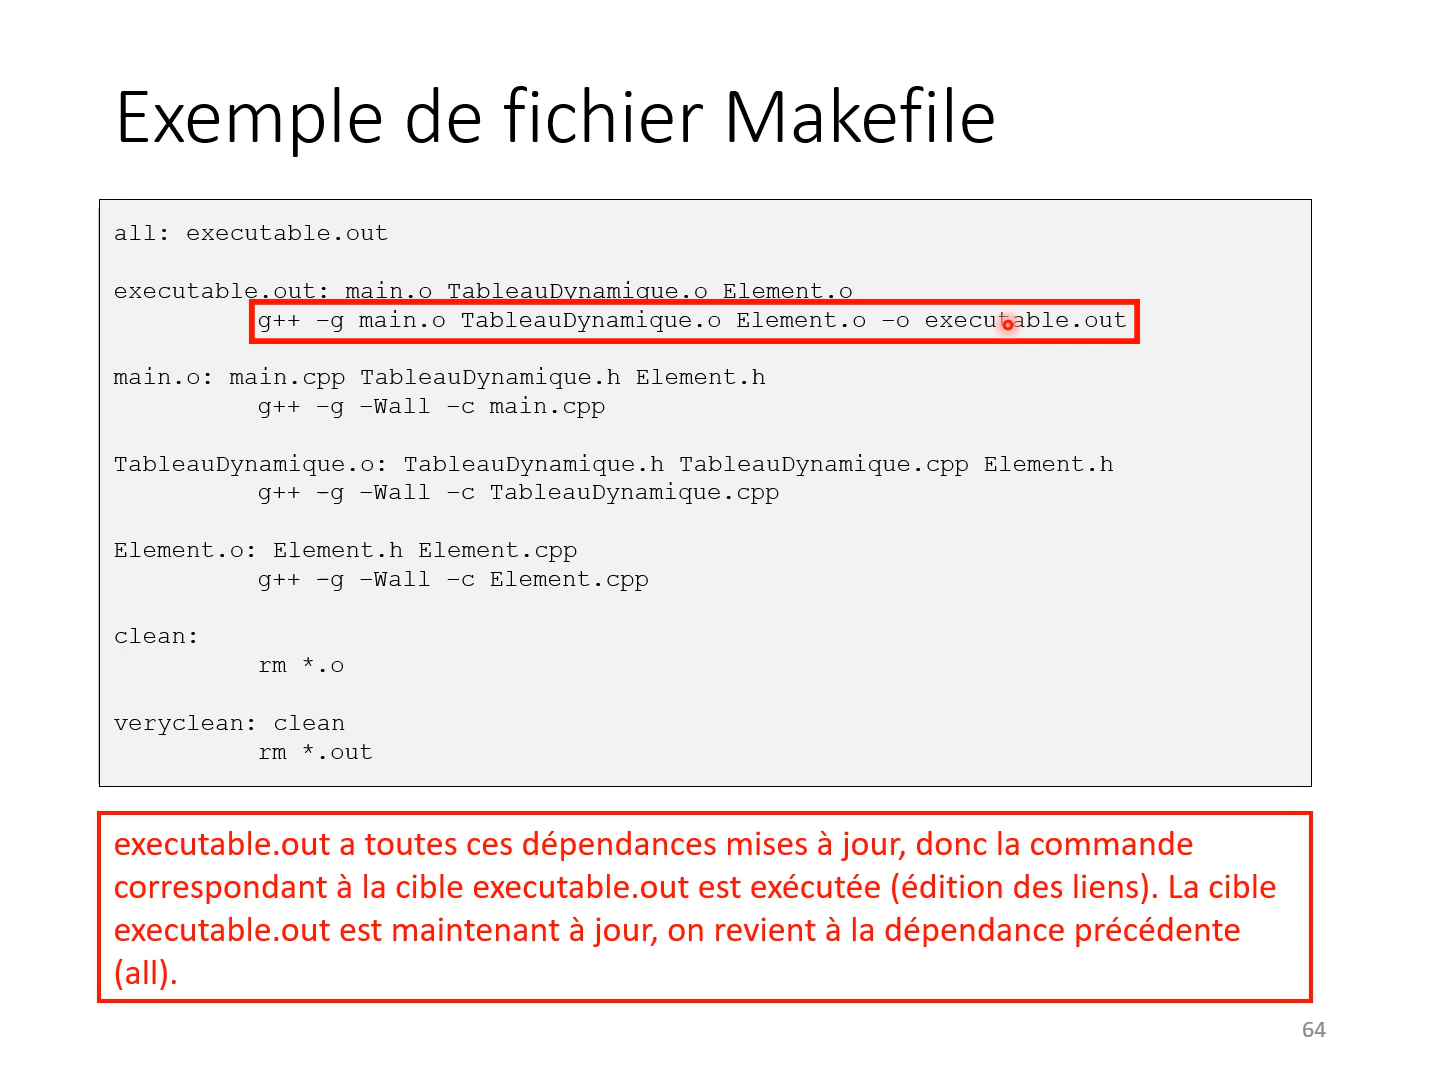 Exemple de fichier Makefile
all: executable.out
executable.out: main.o TableauDynamique.o Element.o
g++ -g main.o TableauDynamique.o Element.o –o executable.out
main.o: main.cpp TableauDynamique.h Element.h
g++ -g –Wall –c main.cpp
TableauDynamique.o: TableauDynamique.h TableauDynamique.cpp Element.h
g++ -g –Wall –c TableauDynamique.cpp
Element.o: Element.h Element.cpp
g++ -g –Wall –c Element.cpp
clean:
rm *.o
veryclean: clean
rm *.out
executable.out a toutes ces dépendances mises à jour, donc la commande
correspondant à la cible executable.out est exécutée (édition des liens). La cible
executable.out est maintenant à jour, on revient à la dépendance précédente
(all).
64